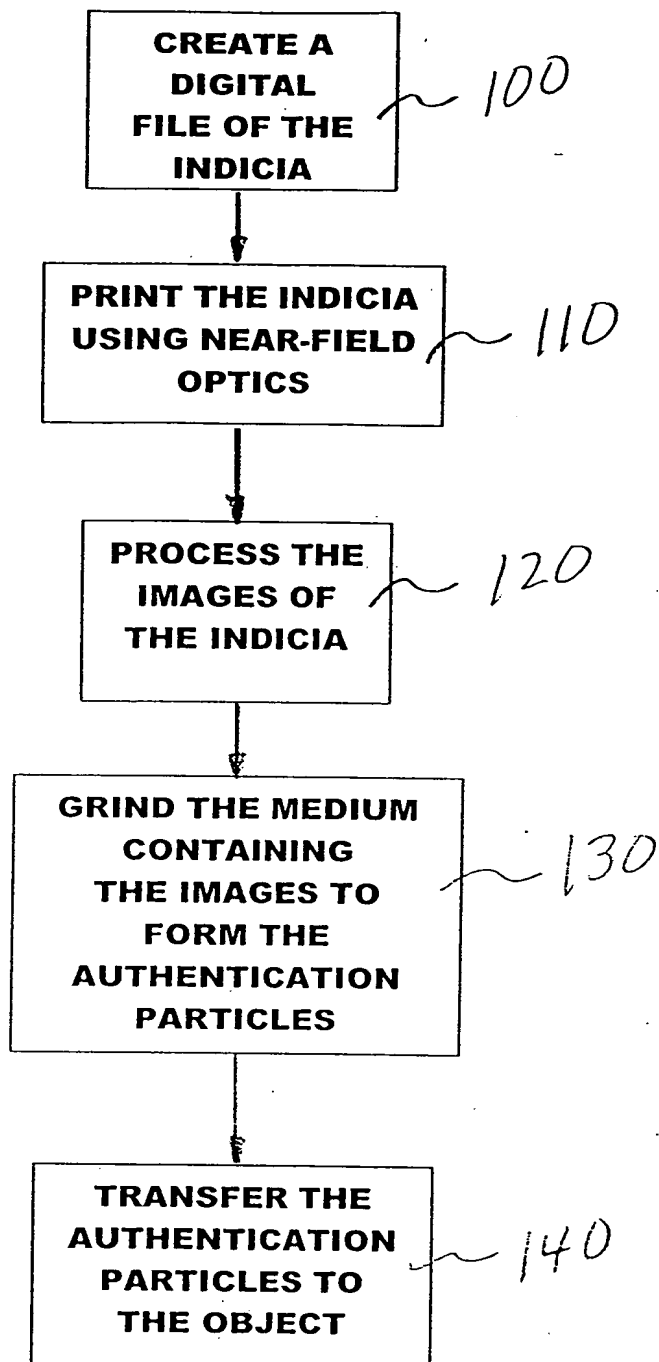 CREATE A
DIGITAL
FILE OF THE
INDICIA
100
PRINT THE INDICIA
USING NEAR-FIELD
OPTICS
110
PROCESS THE
IMAGES OF
THE INDICIA
120
GRIND THE MEDIUM
CONTAINING
THE IMAGES TO
FORM THE
AUTHENTICATION
PARTICLES
130
TRANSFER THE
AUTHENTICATION
PARTICLES TO
THE OBJECT
140